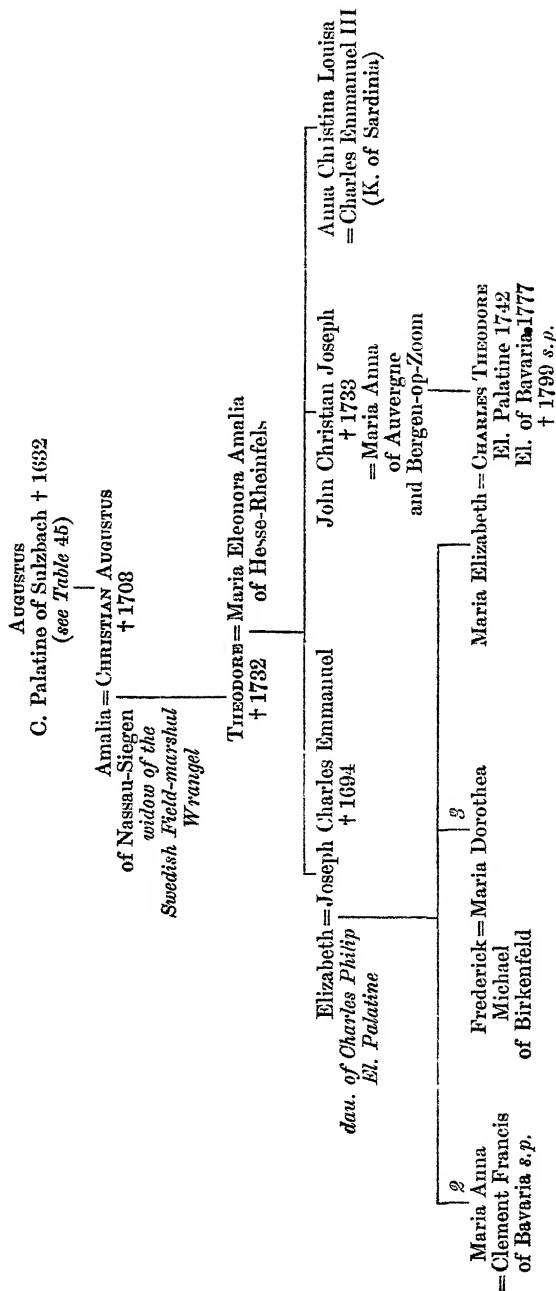 AUGUSTUS
C. Palatine of Sulzbach † 1632
(see Table 45)
Amalia = CHRISTIAN AUGUSTUS
of Nassau-Siegen † 1708
widow of the
Swedish Field-marshal
Wrangel
THEODORE = Maria Eleonora Amalia
† 1732 of Hesse-Rheinfels
Elizabeth = Joseph Charles Emmanuel
dau. of Charles Philip † 1694
El. Palatine
John Christian Joseph
† 1733
= Maria Anna
of Auvergne
and Bergen-op-Zoom
Anna Christina Louisa
= Charles Emmanuel III
(K. of Sardinia)
2
Maria Anna
= Clement Francis
of Bavaria s.p.
3
Frederick = Maria Dorothea
Michael
of Birkenfeld
Maria Elizabeth = CHARLES THEODORE
El. Palatine 1742
El. of Bavaria 1777
† 1799 s.p.